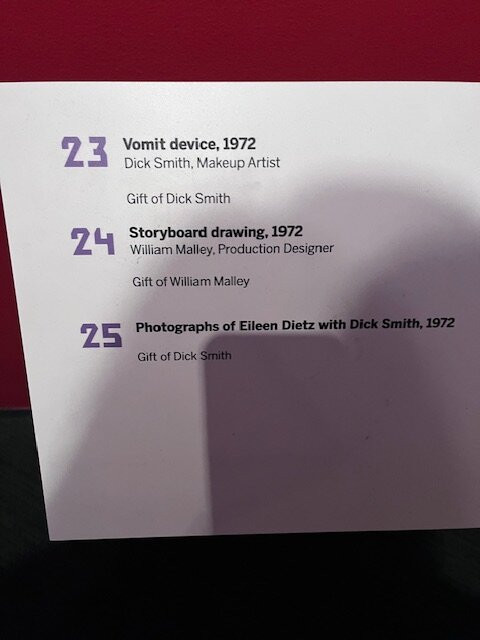 23 Vomit device, 1972
Dick Smith, Makeup Artist
Gift of Dick Smith
24 Storyboard drawing, 1972
William Malley, Production Designer
Gift of William Malley
25 Photographs of Eileen Dietz with Dick Smith, 1972
Gift of Dick Smith